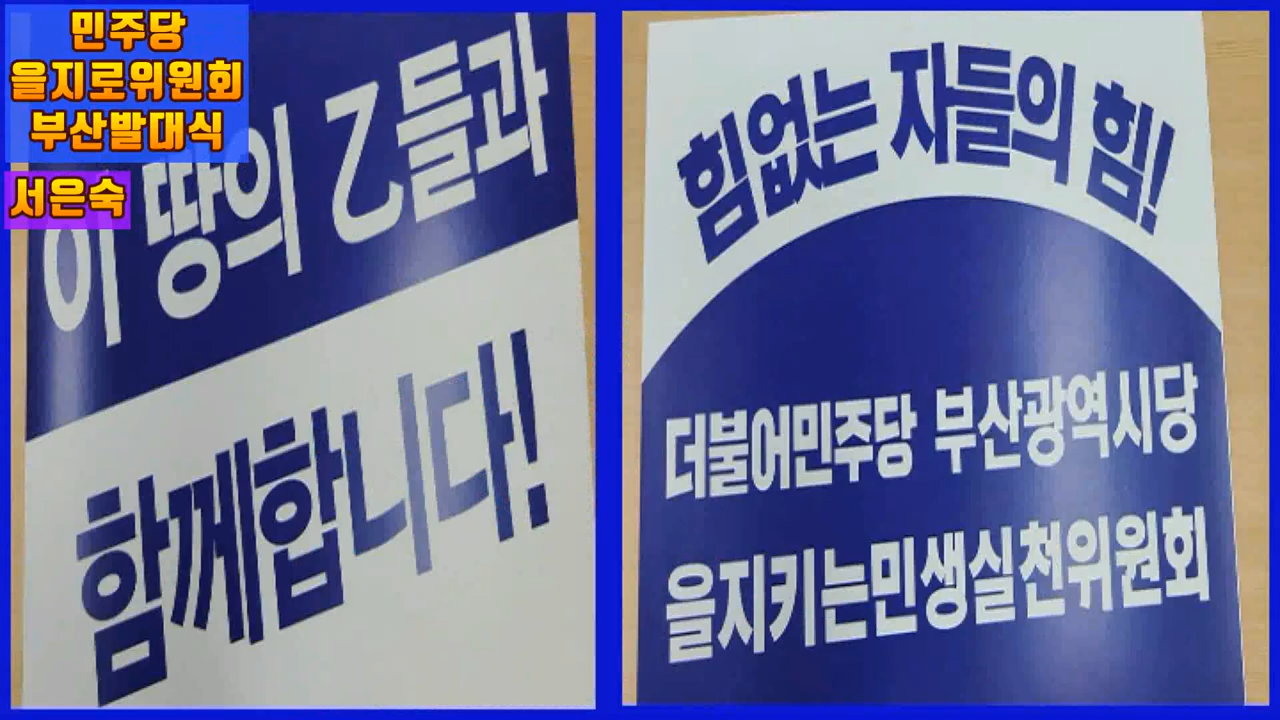 민주당
을지로위원회
부산발대식
서은숙
이 땅의 乙들과
함께합니다!
힘없는 자들의 힘!
더불어민주당 부산광역시당
을지키는민생실천위원회